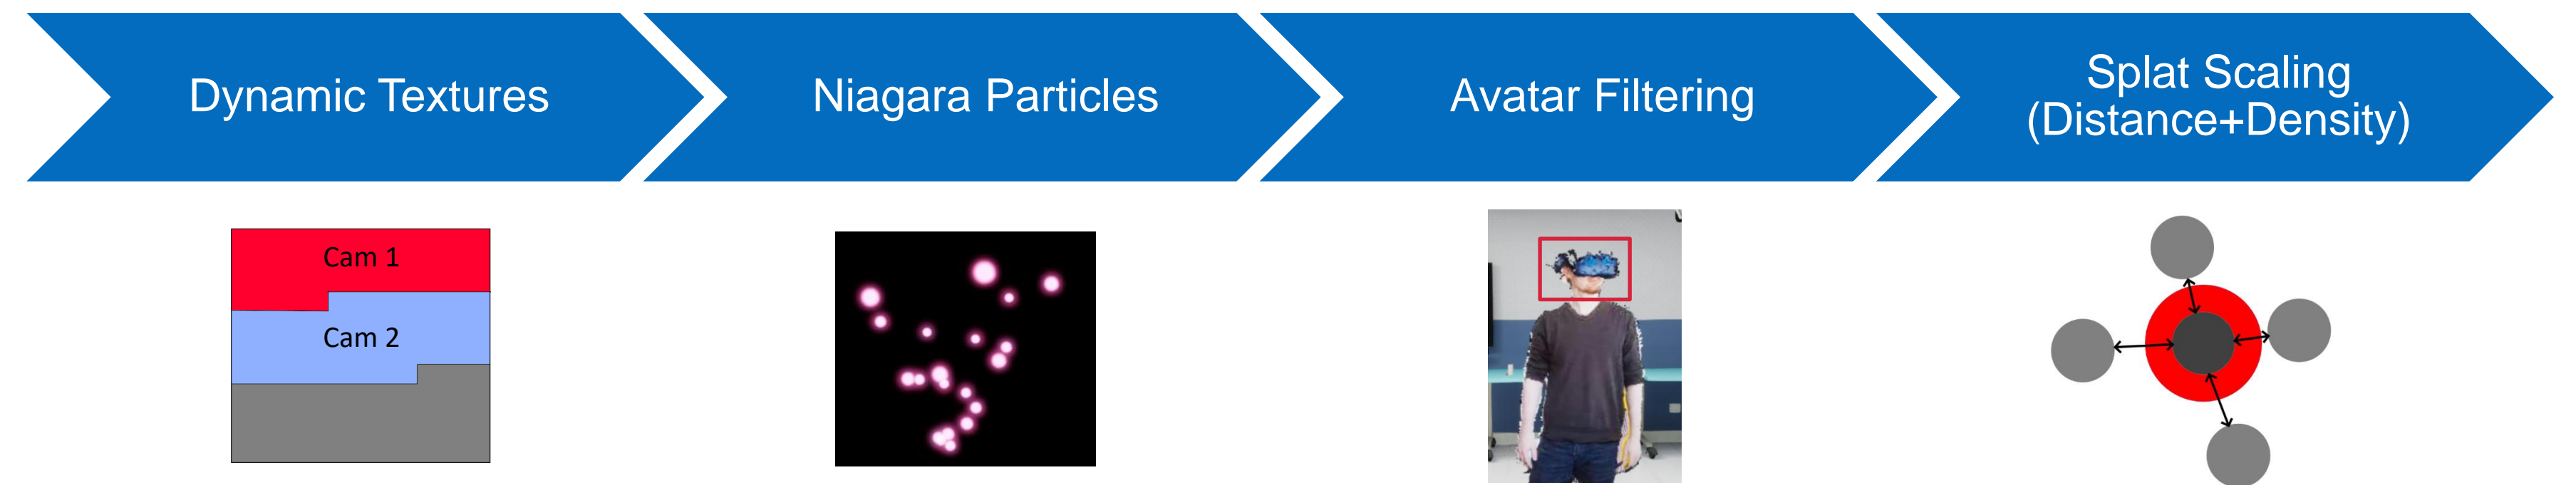 Dynamic Textures
Niagara Particles
Avatar Filtering
Splat Scaling
(Distance+Density)
Cam 1
Cam 2